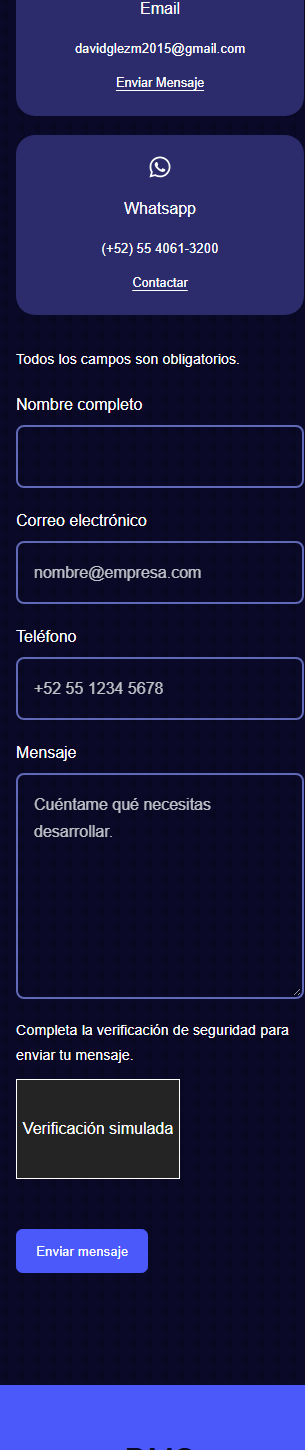 Email
davidglezm2015@gmail.com
Enviar Mensaje
Whatsapp
(+52) 55 4061-3200
Contactar
Todos los campos son obligatorios.
Nombre completo
Correo electrónico
nombre@empresa.com
Teléfono
+52 55 1234 5678
Mensaje
Cuéntame qué necesitas
desarrollar.
Completa la verificación de seguridad para
enviar tu mensaje.
Verificación simulada
Enviar mensaje